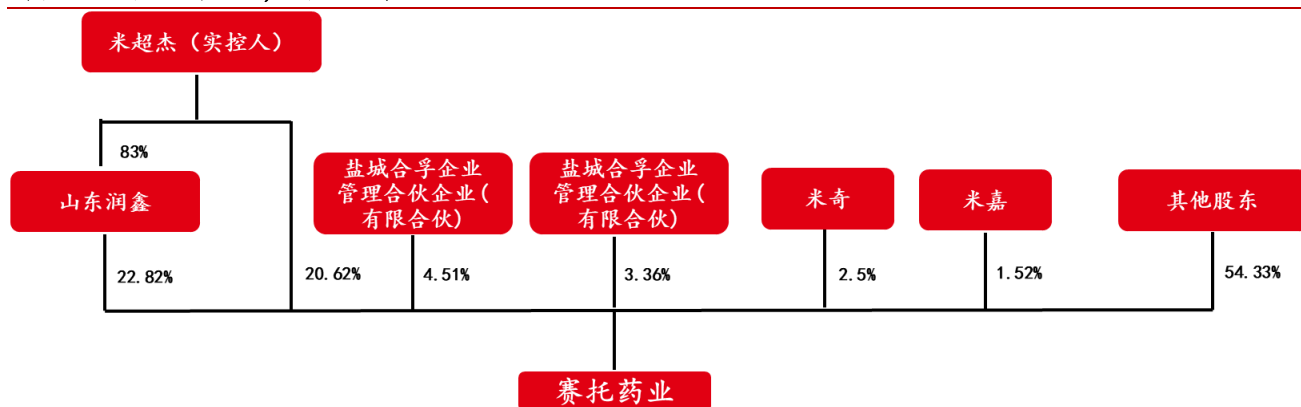 米超杰（实控人）
83%
盐城合孚企业
管理合伙企业(
有限合伙)
盐城合孚企业
管理合伙企业(
有限合伙)
山东润鑫
米奇
米嘉
其他股东
22.82%
20.62%
4.51%
3.36%
2.5%
1.52%
54.33%
赛托药业